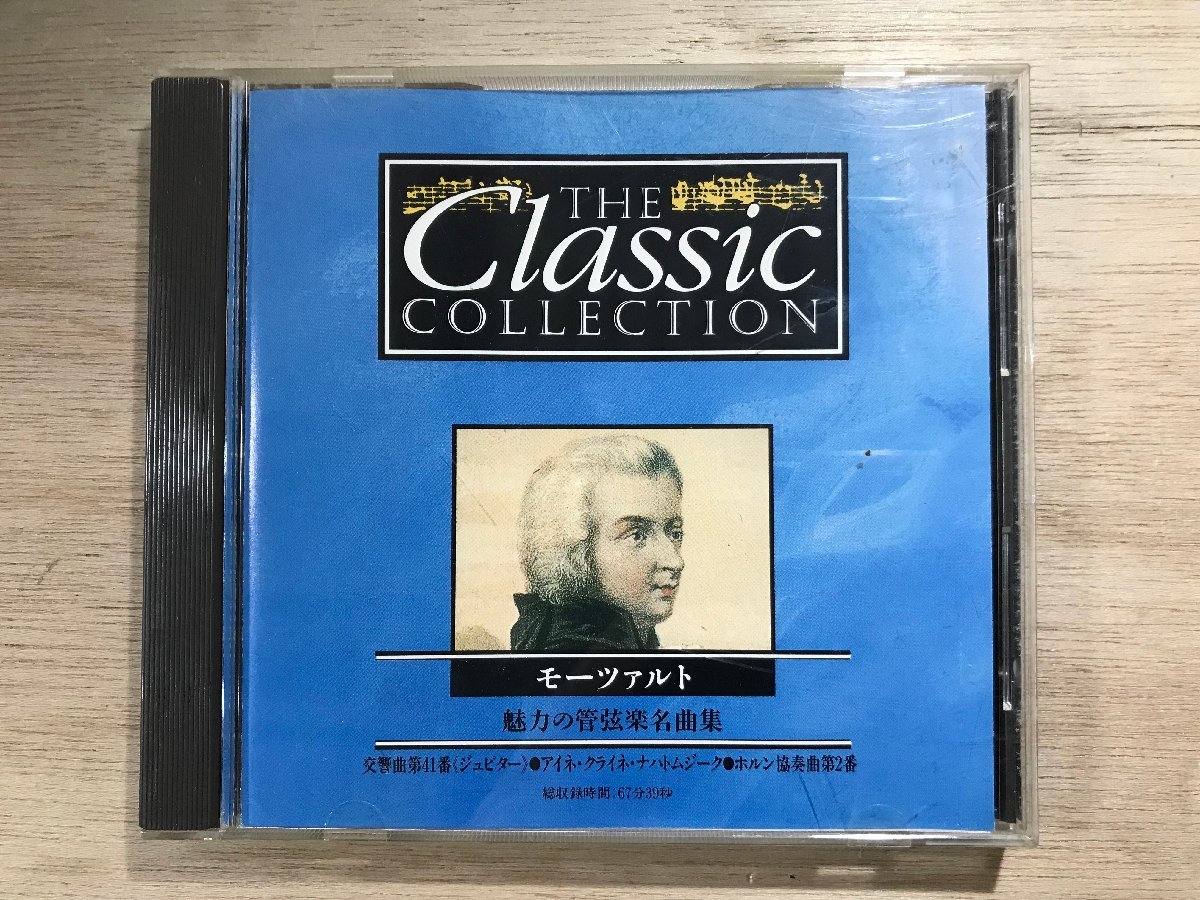 THE
Classic
COLLECTION
モーツァルト
魅力の管弦楽名曲集
交響曲第41番《ジュピター》●アイネ・クライネ・ナハトムジーク●ホルン協奏曲第2番
総収録時間:67分39秒